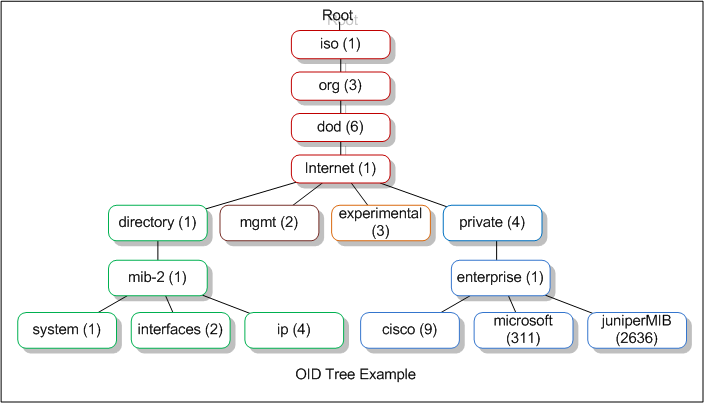 Root
iso (1)
org (3)
dod (6)
Internet (1)
directory (1)
mgmt (2)
experimental
(3)
private (4)
mib-2 (1)
enterprise (1)
system (1)
interfaces (2)
ip (4)
cisco (9)
microsoft
(311)
juniperMIB
(2636)
OID Tree Example